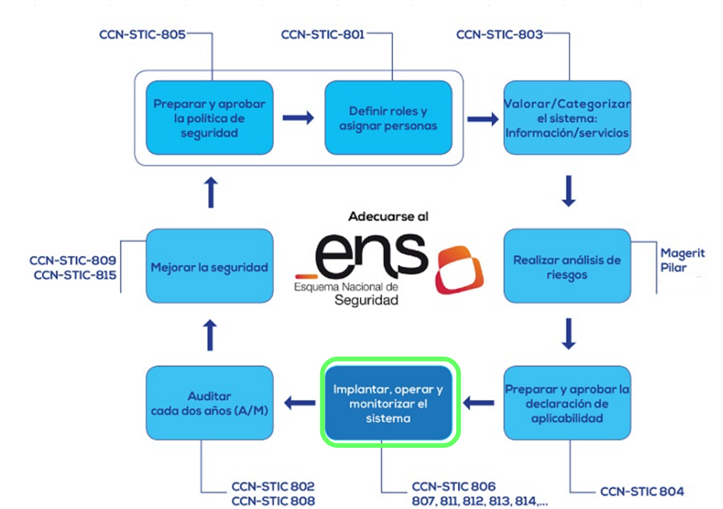 CCN-STIC-805
CCN-STIC-801
CCN-STIC-803
Preparar y aprobar
la política de
seguridad
Definir roles y
asignar personas
Valorar/Categorizar
el sistema:
Información/servicios
Adecuarse al
ens
Esquema Nacional de
Seguridad
CCN-STIC-809
CCN-STIC-815
Mejorar la seguridad
Realizar análisis de
riesgos
Magerit
Pilar
Auditar
cada dos años (A/M)
Implantar, operar y
monitorizar el
sistema
Preparar y aprobar la
declaración de
aplicabilidad
CCN-STIC 802
CCN-STIC 808
CCN-STIC 806
807, 811, 812, 813, 814,...
CCN-STIC 804